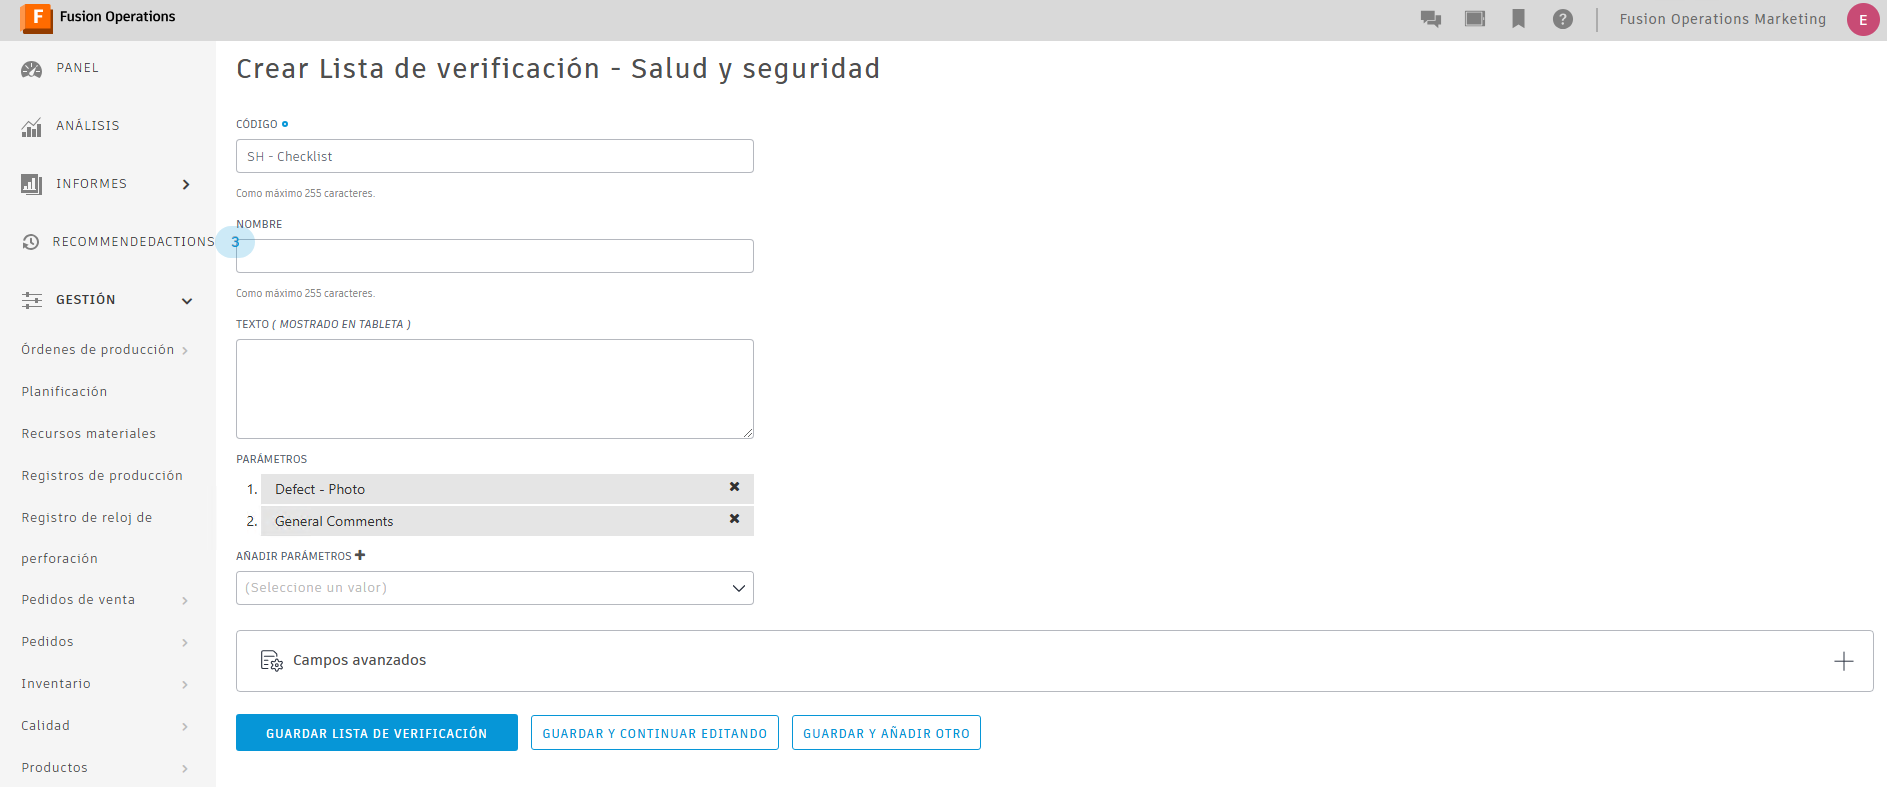 F Fusion Operations
? Fusion Operations Marketing E
PANEL
ANÁLISIS
INFORMES
RECOMMENDEDACTIONS 3
GESTIÓN
Órdenes de producción
Planificación
Recursos materiales
Registros de producción
Registro de reloj de
perforación
Pedidos de venta
Pedidos
Inventario
Calidad
Productos
Crear Lista de verificación - Salud y seguridad
CÓDIGO
SH - Checklist
Como máximo 255 caracteres.
NOMBRE
Como máximo 255 caracteres.
TEXTO ( MOSTRADO EN TABLETA )
PARÁMETROS
1. Defect - Photo
2. General Comments
AÑADIR PARÁMETROS
(Seleccione un valor)
Campos avanzados
GUARDAR LISTA DE VERIFICACIÓN
GUARDAR Y CONTINUAR EDITANDO
GUARDAR Y AÑADIR OTRO